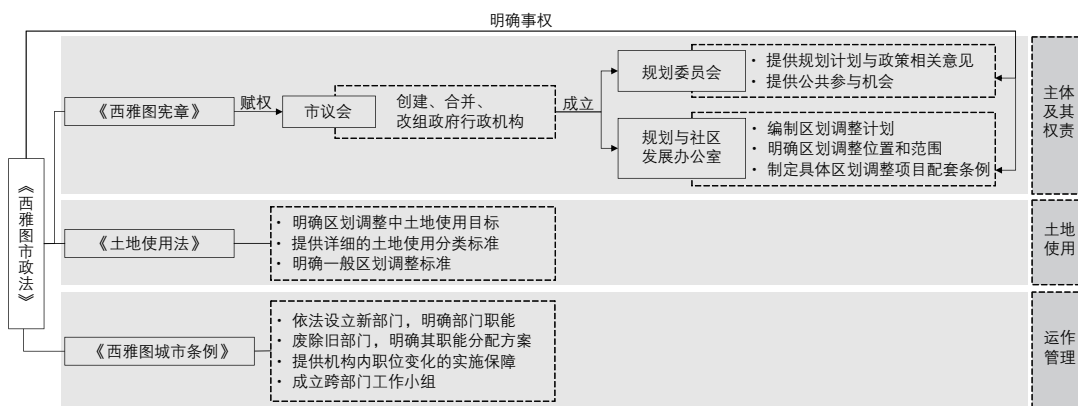 明确事权
《西雅图市政法》
《西雅图宪章》
赋权
市议会
创建、合并、
改组政府行政机构
成立
规划委员会
• 提供规划计划与政策相关意见
• 提供公共参与机会
规划与社区
发展办公室
• 编制区划调整计划
• 明确区划调整位置和范围
• 制定具体区划调整项目配套条例
主体
及其
权责
《土地使用法》
• 明确区划调整中土地使用目标
• 提供详细的土地使用分类标准
• 明确一般区划调整标准
土地
使用
《西雅图城市条例》
• 依法设立新部门，明确部门职能
• 废除旧部门，明确其职能分配方案
• 提供机构内职位变化的实施保障
• 成立跨部门工作小组
运作
管理